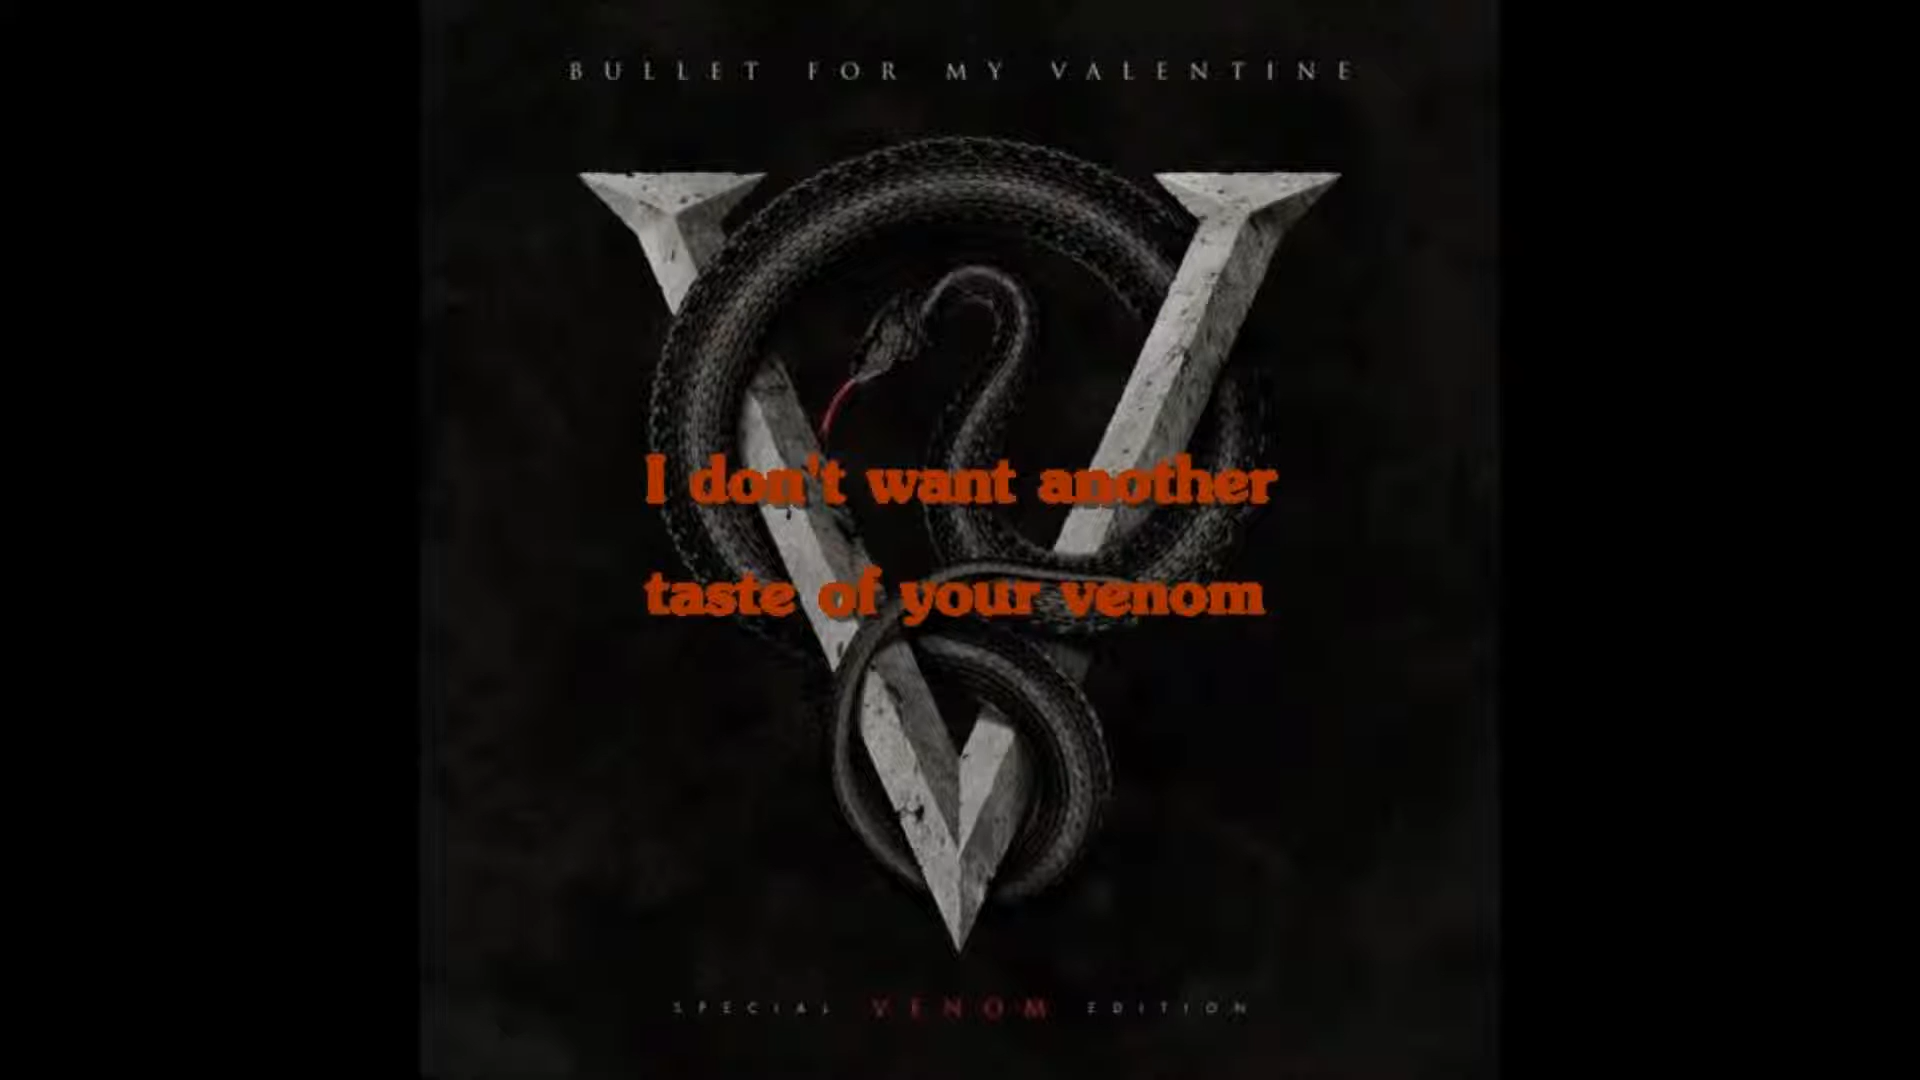 BULLET FOR MY VALENTINE
I don't want another
taste of your venom
SPECIAL VENOM EDITION